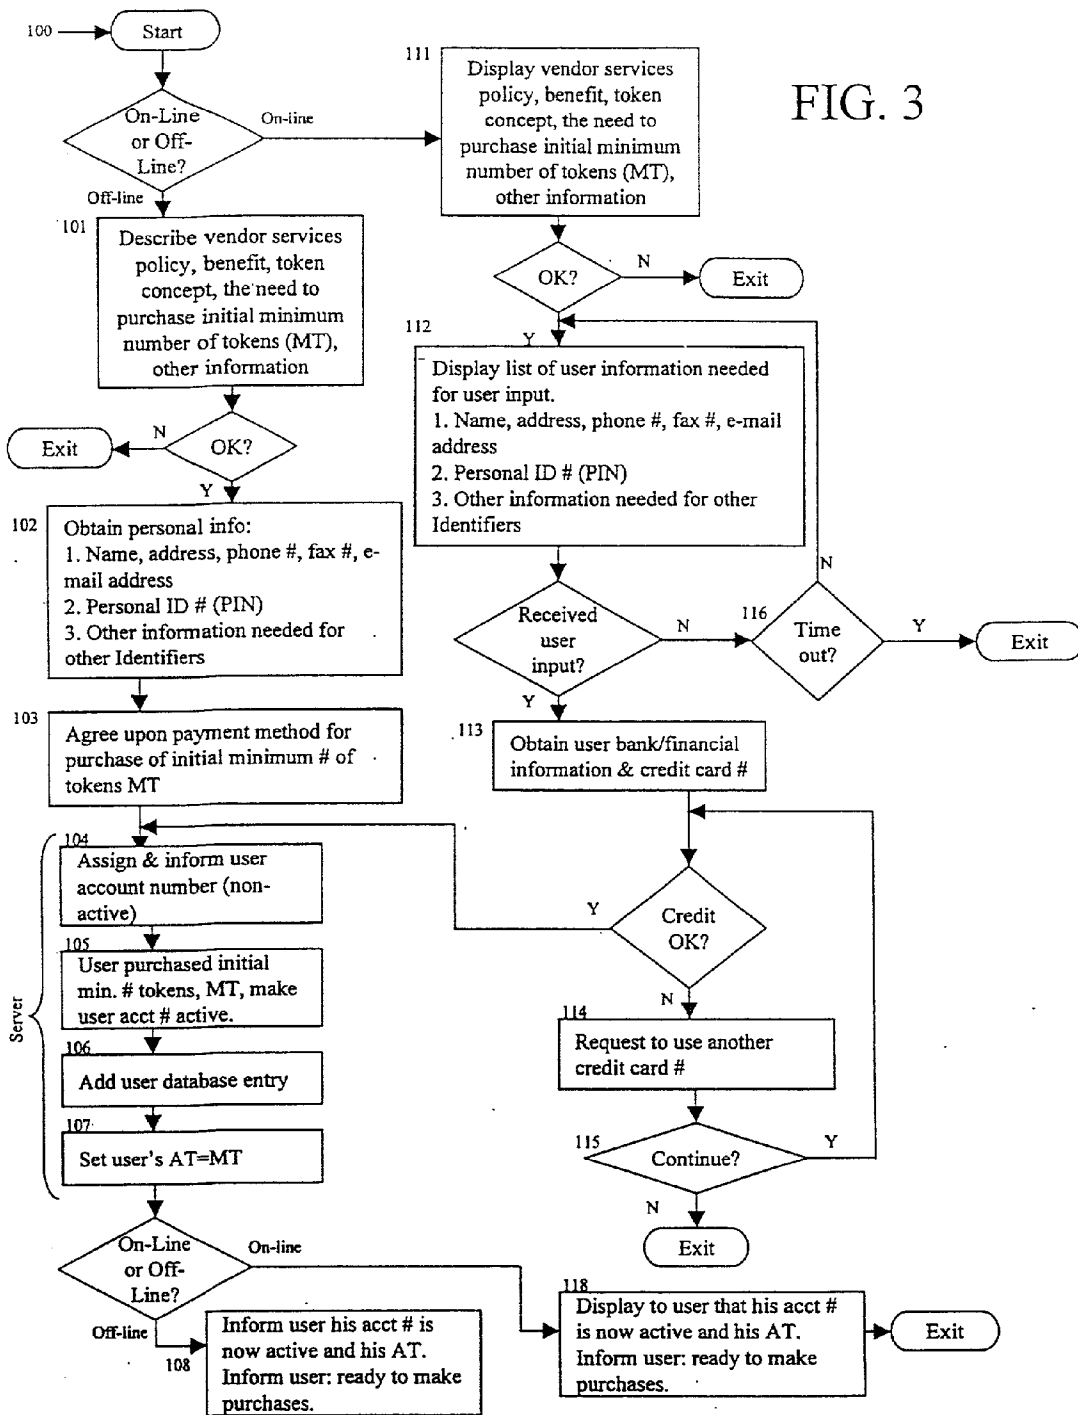 FIG. 3
100
Start
On-Line
or Off-
Line?
On-line
Off-line
111
Display vendor services
policy, benefit, token
concept, the need to
purchase initial minimum
number of tokens (MT),
other information
OK?
N
Exit
Y
101
Describe vendor services
policy, benefit, token
concept, the need to
purchase initial minimum
number of tokens (MT),
other information
OK?
N
Exit
Y
102
Obtain personal info:
1. Name, address, phone #, fax #, e-
mail address
2. Personal ID # (PIN)
3. Other information needed for
other Identifiers
103
Agree upon payment method for
purchase of initial minimum # of
tokens MT
112
Display list of user information needed
for user input.
1. Name, address, phone #, fax #, e-mail
address
2. Personal ID # (PIN)
3. Other information needed for other
Identifiers
Received
user
input?
N
Y
116
Time
out?
N
Y
Exit
113
Obtain user bank/financial
information & credit card #
Credit
OK?
Y
N
114
Request to use another
credit card #
115
Continue?
Y
N
Exit
Server
104
Assign & inform user
account number (non-
active)
105
User purchased initial
min. # tokens, MT, make
user acct # active.
106
Add user database entry
107
Set user's AT=MT
On-Line
or Off-
Line?
On-line
Off-line
108
Inform user his acct # is
now active and his AT.
Inform user: ready to make
purchases.
118
Display to user that his acct #
is now active and his AT.
Inform user: ready to make
purchases.
Exit